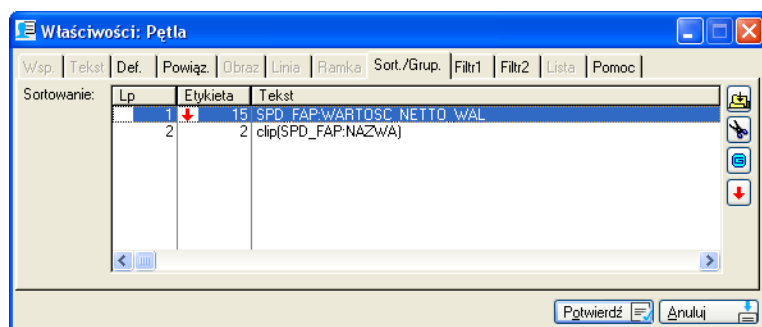 Właściwości: Pętla
Wsp. Tekst Def. Powiąz. Obraz Linia Ramka Sort./Grup. Filtr1 Filtr2 Lista Pomoc
Sortowanie: Lp Etykieta Tekst
1 15 SPD_FAP:WARTOSC_NETTO_WAL
2 2 clip(SPD_FAP:NAZWA)
Potwierdź Anuluj